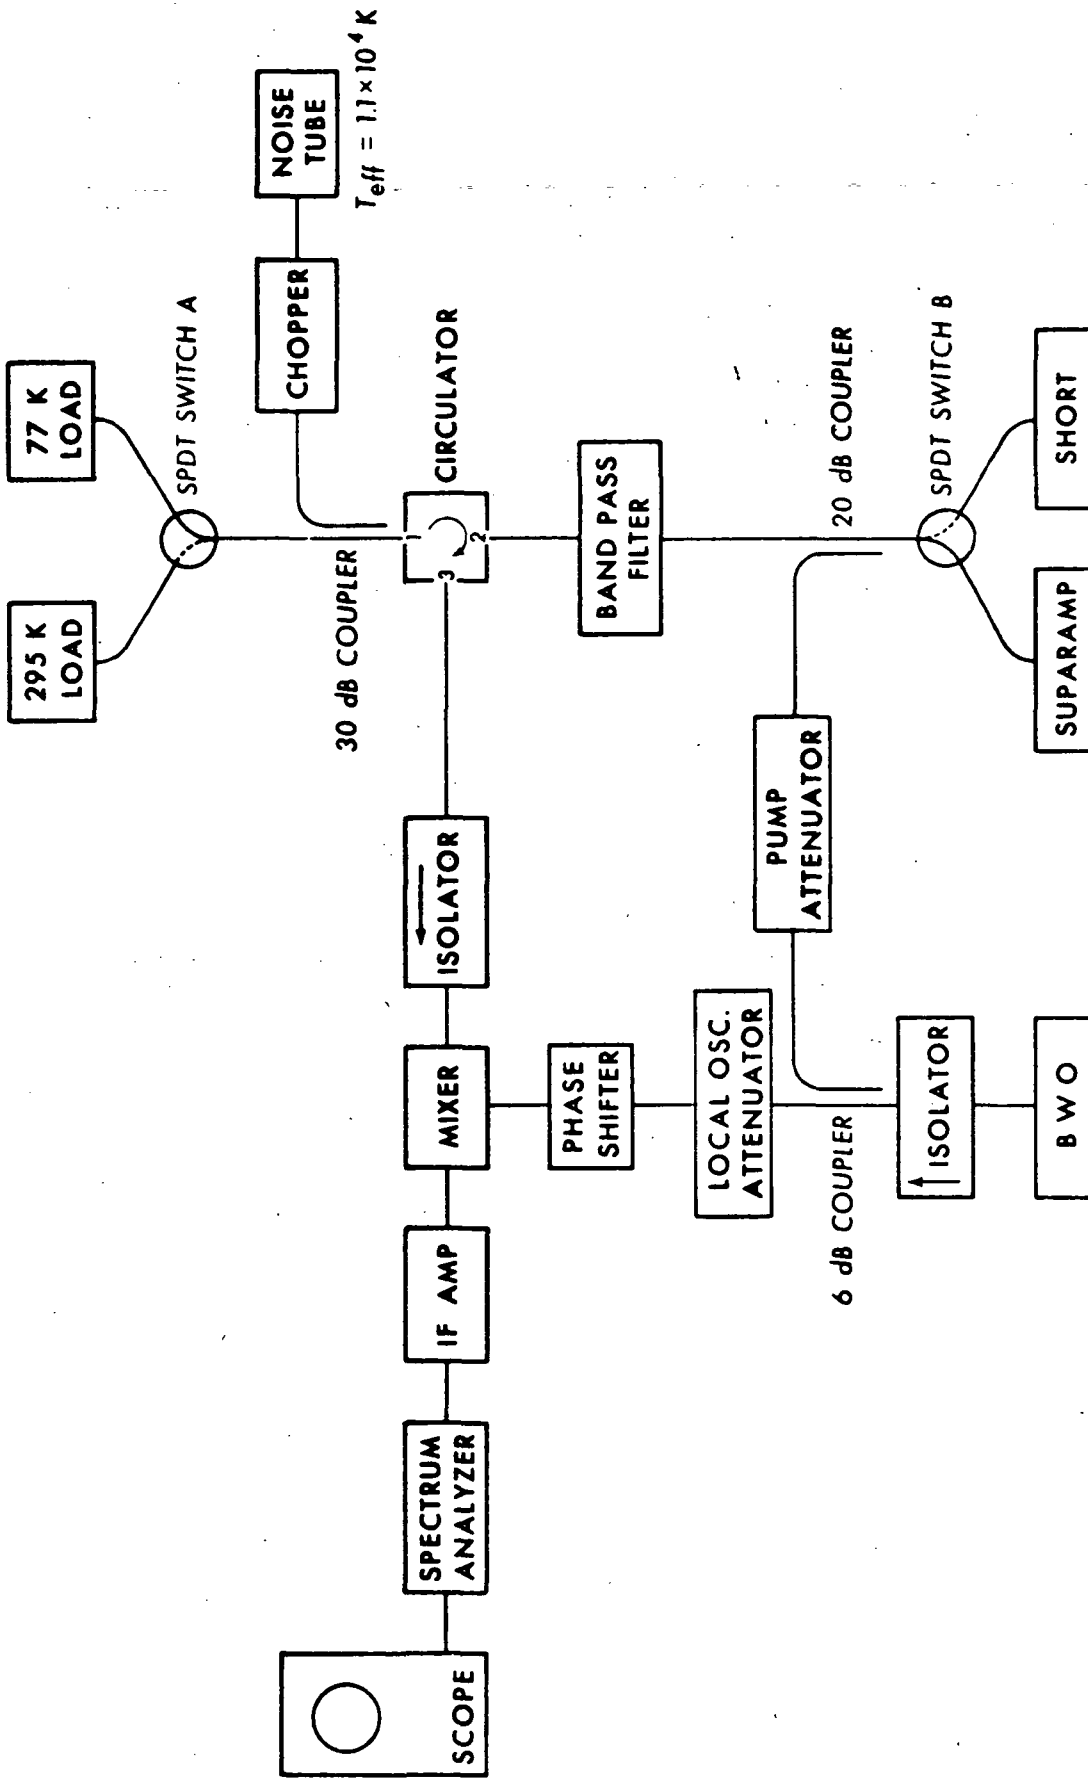 295 K
LOAD
77 K
LOAD
SPDT SWITCH A
NOISE
TUBE
T_eff = 1.1 × 10⁴ K
CHOPPER
30 dB COUPLER
CIRCULATOR
1
2
3
SCOPE
SPECTRUM
ANALYZER
IF AMP
MIXER
ISOLATOR
BAND PASS
FILTER
PHASE
SHIFTER
LOCAL OSC.
ATTENUATOR
PUMP
ATTENUATOR
20 dB COUPLER
6 dB COUPLER
SPDT SWITCH B
ISOLATOR
B W O
SUPARAMP
SHORT